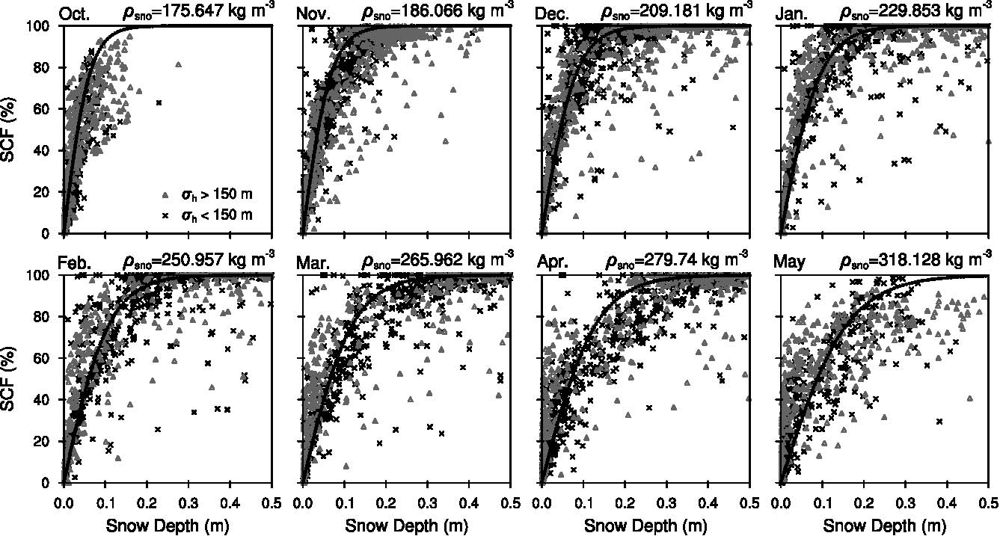 Oct. ρsno=175.647 kg m-3
Nov. ρsno=186.066 kg m-3
Dec. ρsno=209.181 kg m-3
Jan. ρsno=229.853 kg m-3
SCF (%)
100
80
60
40
20
0
σh > 150 m
σh < 150 m
Feb. ρsno=250.957 kg m-3
Mar. ρsno=265.962 kg m-3
Apr. ρsno=279.74 kg m-3
May ρsno=318.128 kg m-3
SCF (%)
100
80
60
40
20
0
0.0 0.1 0.2 0.3 0.4 0.5
0.0 0.1 0.2 0.3 0.4 0.5
0.0 0.1 0.2 0.3 0.4 0.5
0.0 0.1 0.2 0.3 0.4 0.5
Snow Depth (m)
Snow Depth (m)
Snow Depth (m)
Snow Depth (m)